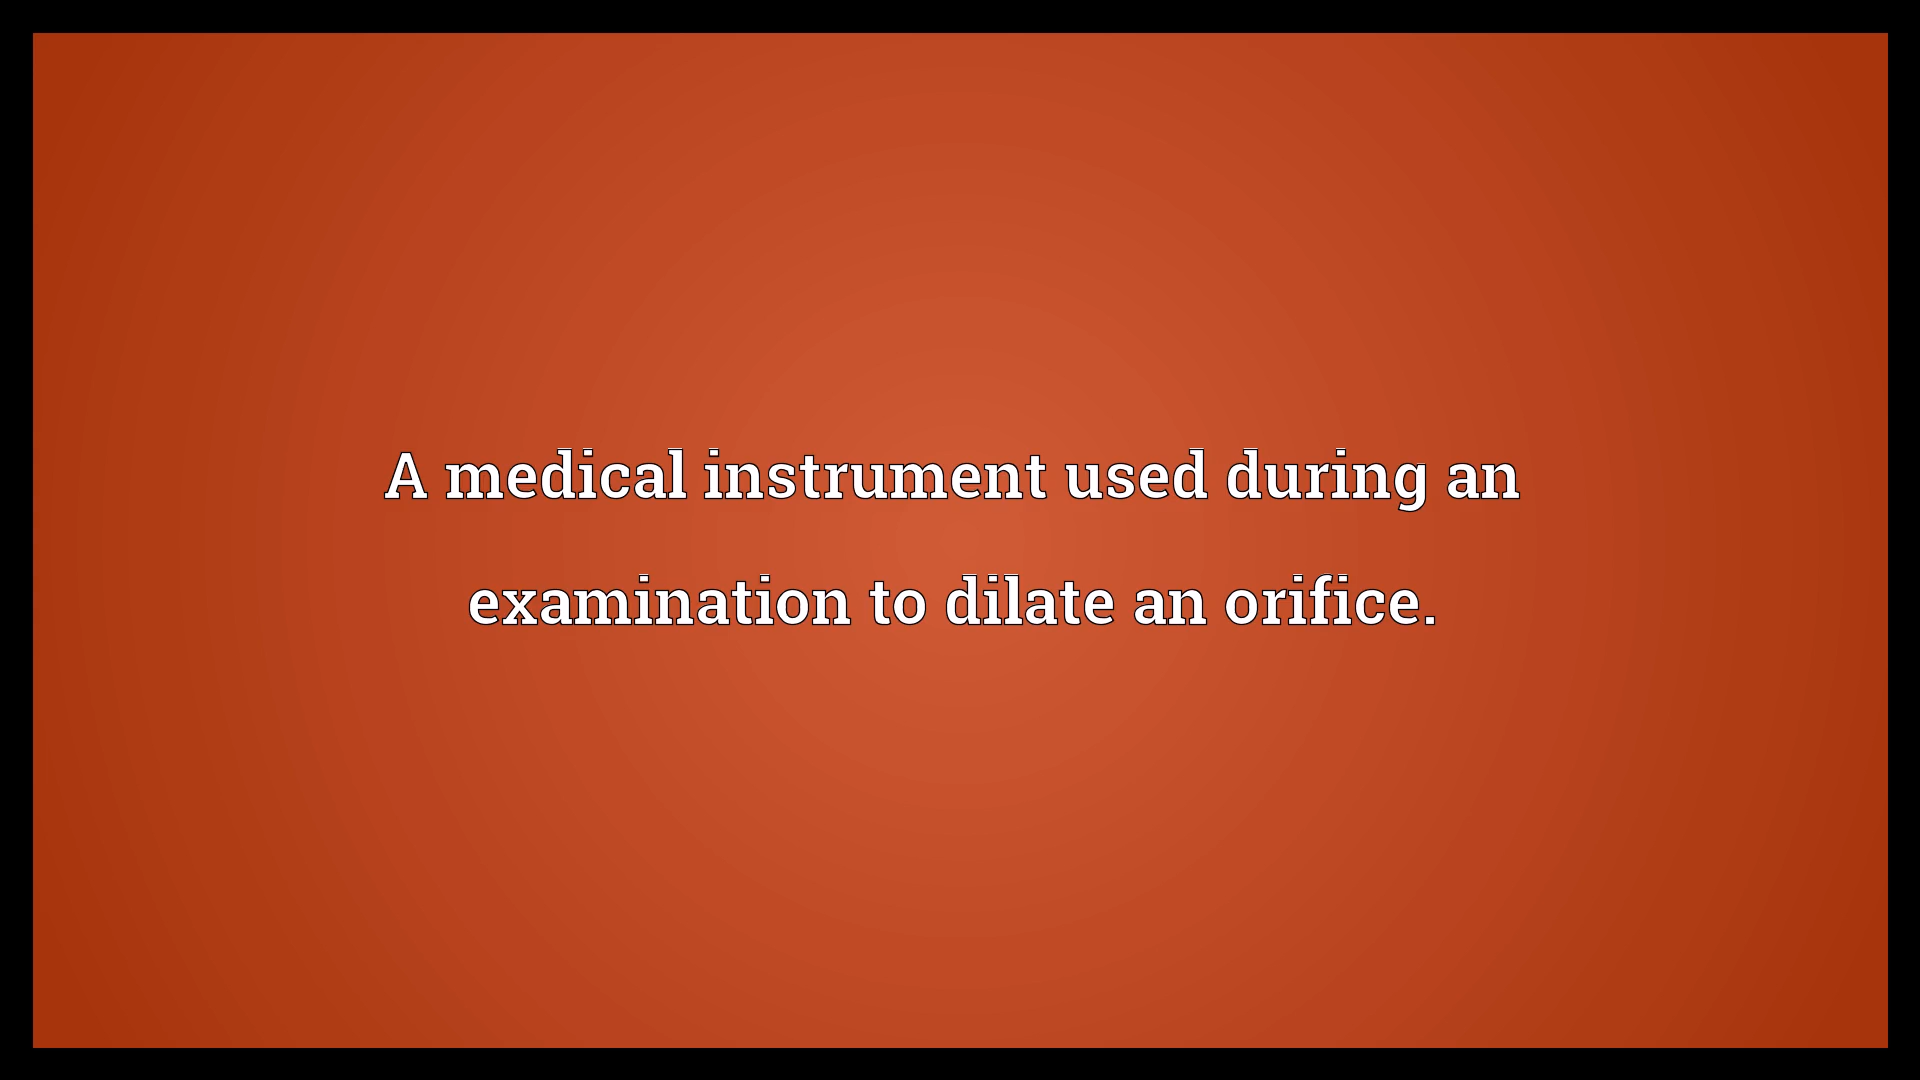 A medical instrument used during an
examination to dilate an orifice.